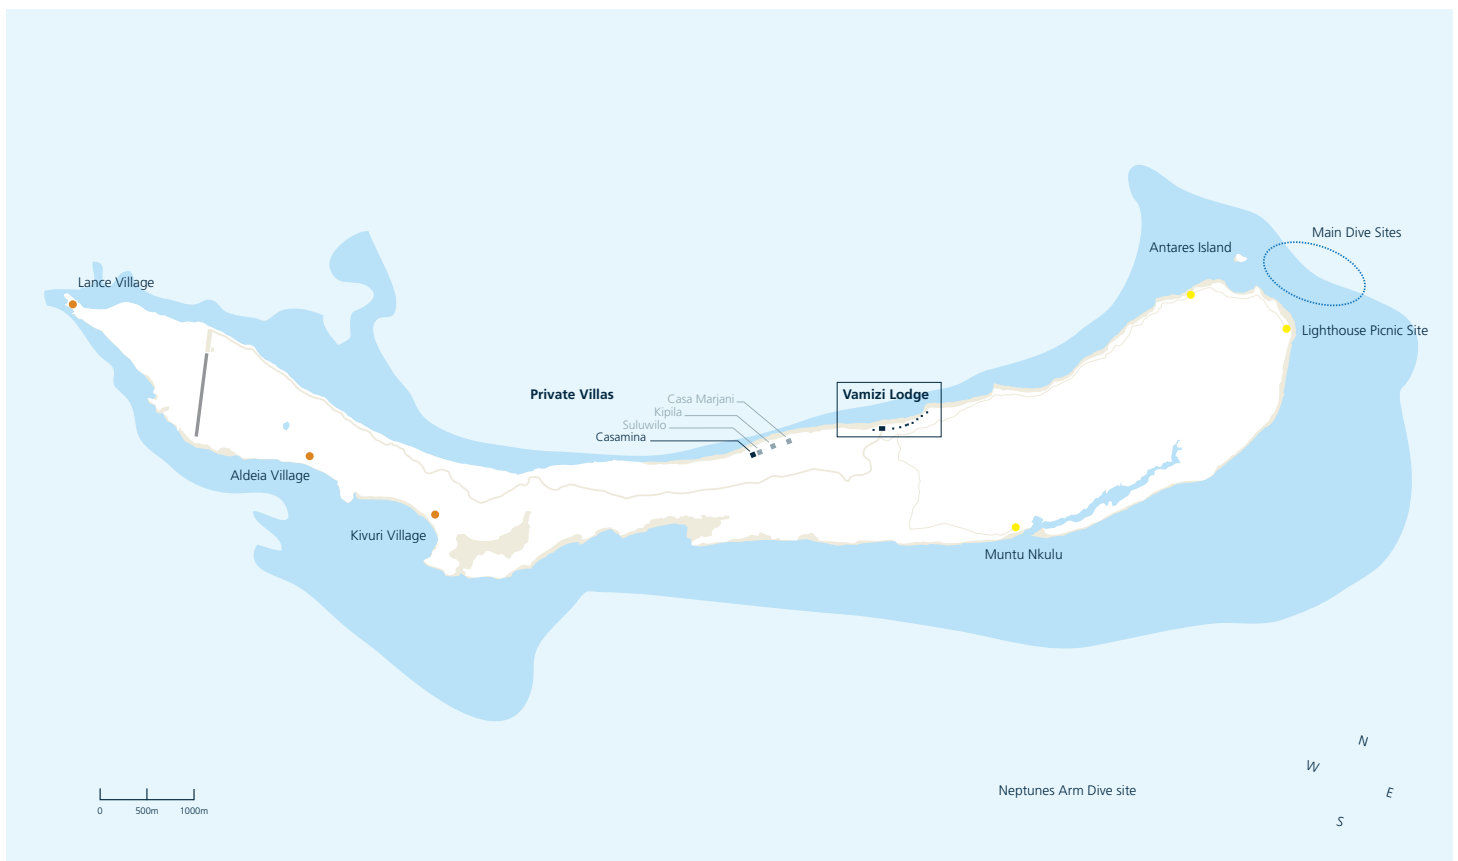 Main Dive Sites
Antares Island
Lance Village
Lighthouse Picnic Site
Private Villas
Vamizi Lodge
Casa Marjani
Kipila
Suluwilo
Casamina
Aldeia Village
Kivuri Village
Muntu Nkulu
N
W
E
S
Neptunes Arm Dive site
0 500m 1000m